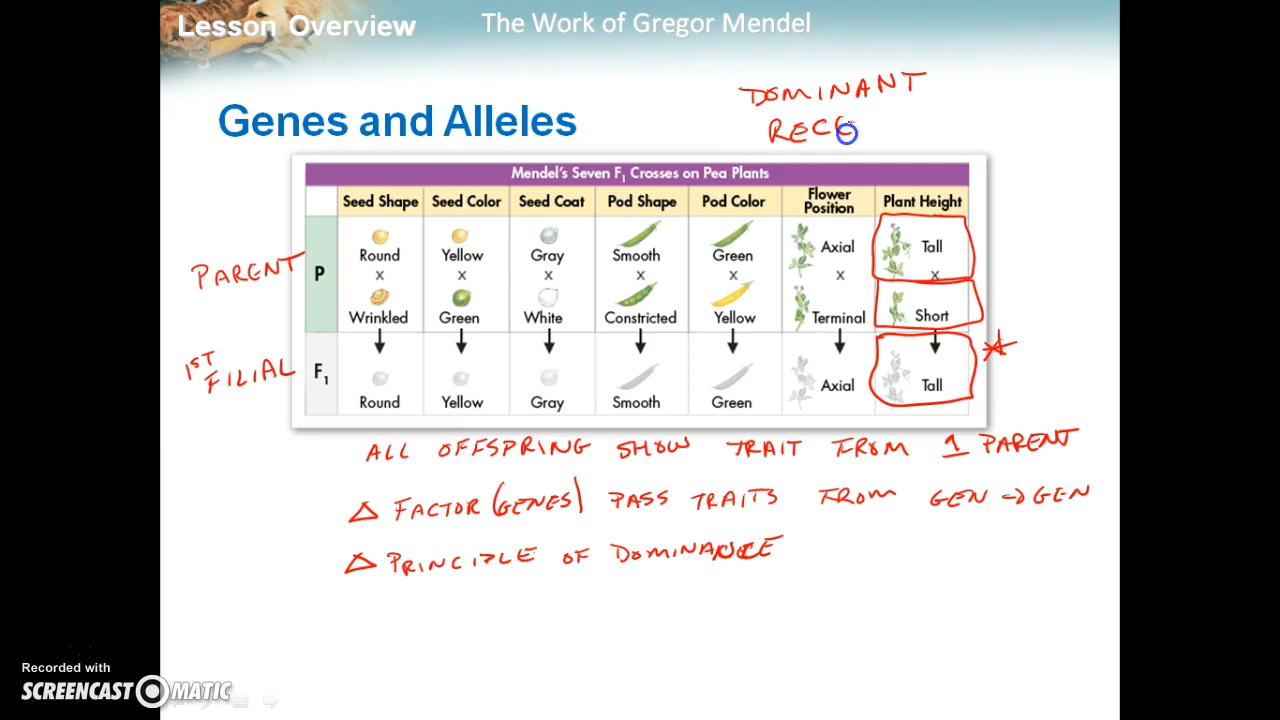 Lesson Overview The Work of Gregor Mendel
DOMINANT
Genes and Alleles RECE
Mendel's Seven F1 Crosses on Pea Plants
Seed Shape Seed Color Seed Coat Pod Shape Pod Color Flower Position Plant Height
PARENT P
Round Yellow Gray Smooth Green Axial Tall
x x x x x x x
Wrinkled Green White Constricted Yellow Terminal Short
1ST FILIAL F1
Round Yellow Gray Smooth Green Axial Tall
ALL OFFSPRING SHOW TRAIT FROM 1 PARENT
Δ FACTOR (GENES) PASS TRAITS FROM GEN → GEN
Δ PRINCIPLE OF DOMINANCE
Recorded with
SCREENCAST O MATIC